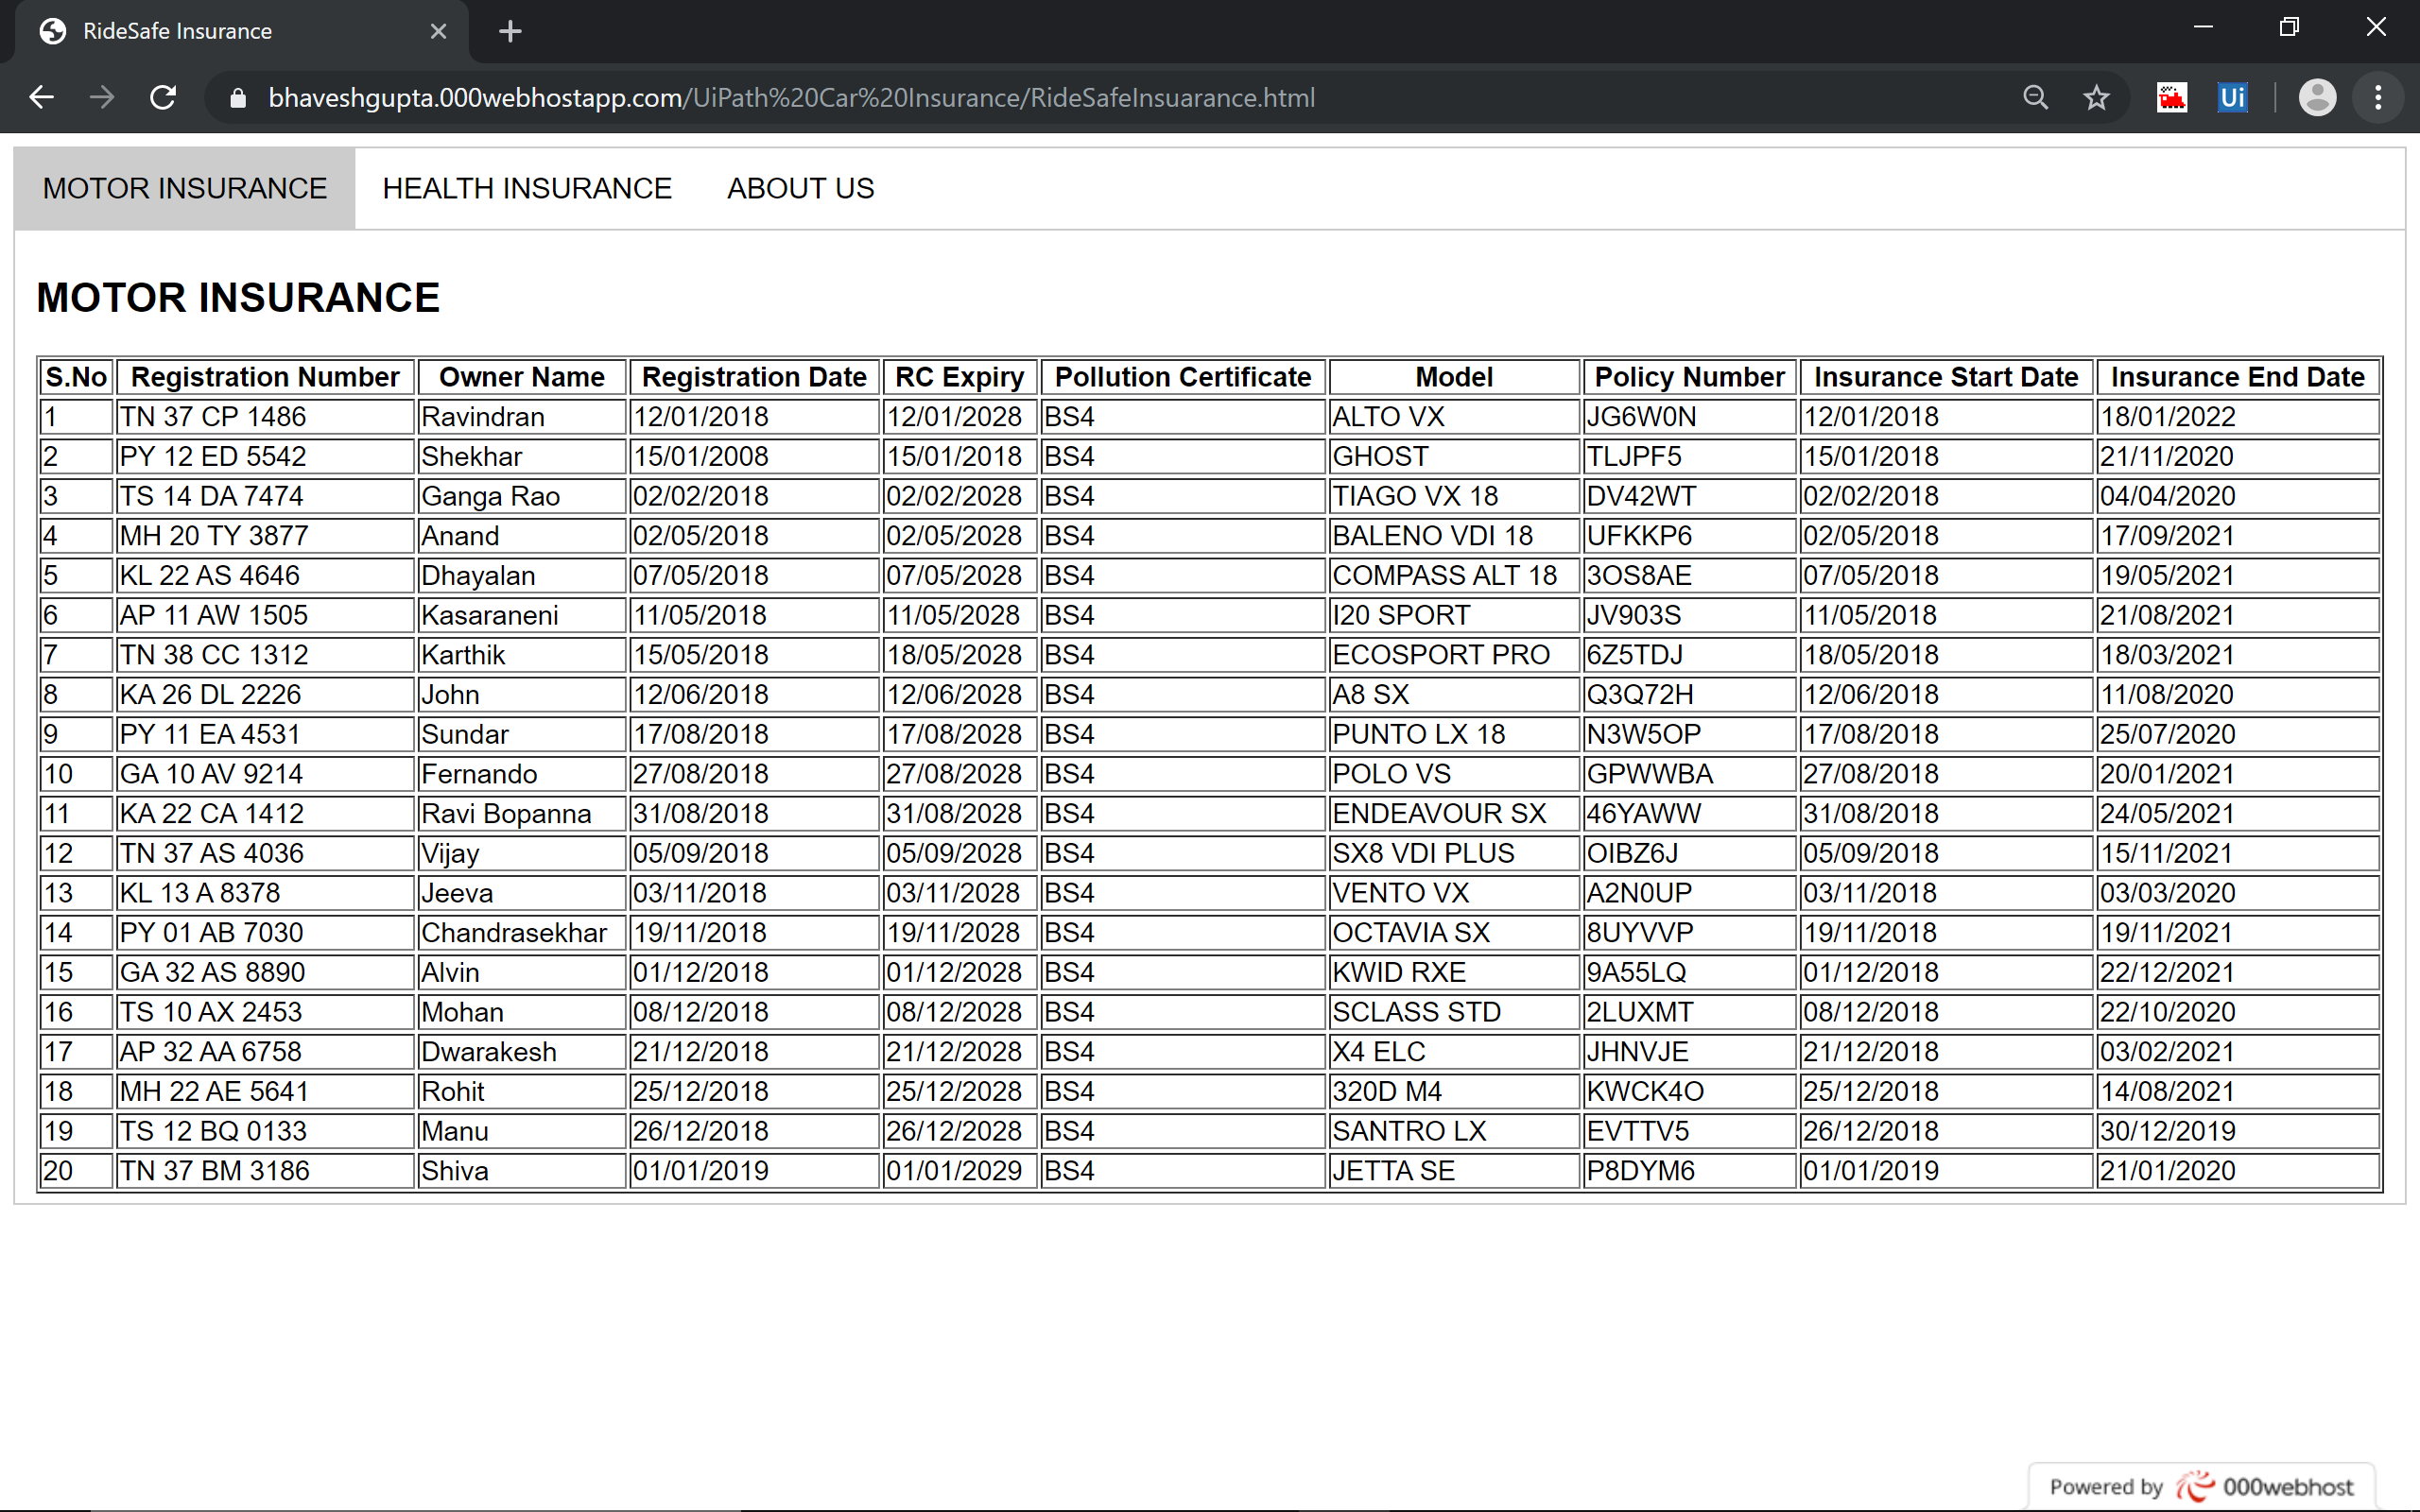 RideSafe Insurance
bhaveshgupta.000webhostapp.com/UiPath%20Car%20Insurance/RideSafeInsuarance.html
Ui
MOTOR INSURANCE HEALTH INSURANCE ABOUT US
MOTOR INSURANCE
S.No Registration Number Owner Name Registration Date RC Expiry Pollution Certificate Model Policy Number Insurance Start Date Insurance End Date
1 TN 37 CP 1486 Ravindran 12/01/2018 12/01/2028 BS4 ALTO VX JG6W0N 12/01/2018 18/01/2022
2 PY 12 ED 5542 Shekhar 15/01/2008 15/01/2018 BS4 GHOST TLJPF5 15/01/2018 21/11/2020
3 TS 14 DA 7474 Ganga Rao 02/02/2018 02/02/2028 BS4 TIAGO VX 18 DV42WT 02/02/2018 04/04/2020
4 MH 20 TY 3877 Anand 02/05/2018 02/05/2028 BS4 BALENO VDI 18 UFKKP6 02/05/2018 17/09/2021
5 KL 22 AS 4646 Dhayalan 07/05/2018 07/05/2028 BS4 COMPASS ALT 18 3OS8AE 07/05/2018 19/05/2021
6 AP 11 AW 1505 Kasaraneni 11/05/2018 11/05/2028 BS4 I20 SPORT JV903S 11/05/2018 21/08/2021
7 TN 38 CC 1312 Karthik 15/05/2018 18/05/2028 BS4 ECOSPORT PRO 6Z5TDJ 18/05/2018 18/03/2021
8 KA 26 DL 2226 John 12/06/2018 12/06/2028 BS4 A8 SX Q3Q72H 12/06/2018 11/08/2020
9 PY 11 EA 4531 Sundar 17/08/2018 17/08/2028 BS4 PUNTO LX 18 N3W5OP 17/08/2018 25/07/2020
10 GA 10 AV 9214 Fernando 27/08/2018 27/08/2028 BS4 POLO VS GPWWBA 27/08/2018 20/01/2021
11 KA 22 CA 1412 Ravi Bopanna 31/08/2018 31/08/2028 BS4 ENDEAVOUR SX 46YAWW 31/08/2018 24/05/2021
12 TN 37 AS 4036 Vijay 05/09/2018 05/09/2028 BS4 SX8 VDI PLUS OIBZ6J 05/09/2018 15/11/2021
13 KL 13 A 8378 Jeeva 03/11/2018 03/11/2028 BS4 VENTO VX A2N0UP 03/11/2018 03/03/2020
14 PY 01 AB 7030 Chandrasekhar 19/11/2018 19/11/2028 BS4 OCTAVIA SX 8UYVVP 19/11/2018 19/11/2021
15 GA 32 AS 8890 Alvin 01/12/2018 01/12/2028 BS4 KWID RXE 9A55LQ 01/12/2018 22/12/2021
16 TS 10 AX 2453 Mohan 08/12/2018 08/12/2028 BS4 SCLASS STD 2LUXMT 08/12/2018 22/10/2020
17 AP 32 AA 6758 Dwarakesh 21/12/2018 21/12/2028 BS4 X4 ELC JHNVJE 21/12/2018 03/02/2021
18 MH 22 AE 5641 Rohit 25/12/2018 25/12/2028 BS4 320D M4 KWCK4O 25/12/2018 14/08/2021
19 TS 12 BQ 0133 Manu 26/12/2018 26/12/2028 BS4 SANTRO LX EVTTV5 26/12/2018 30/12/2019
20 TN 37 BM 3186 Shiva 01/01/2019 01/01/2029 BS4 JETTA SE P8DYM6 01/01/2019 21/01/2020
Powered by 000webhost